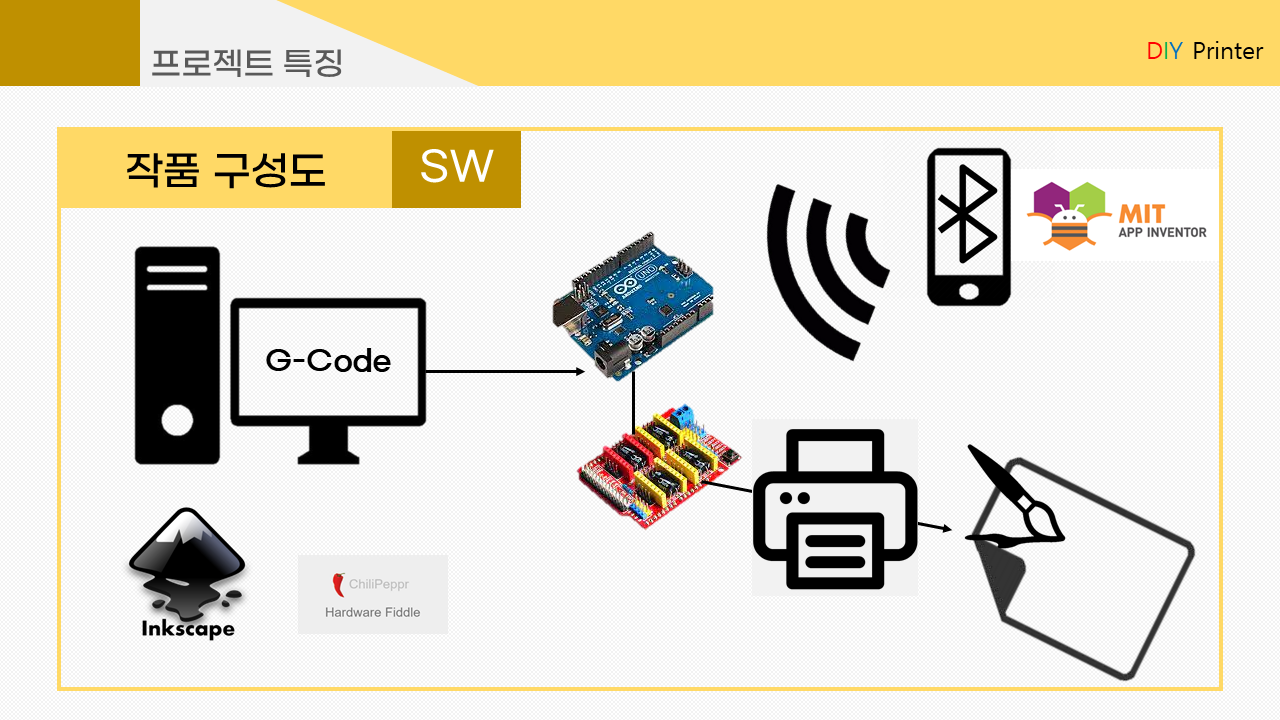 프로젝트 특징
DIY Printer
작품 구성도
SW
MIT
APP INVENTOR
G-Code
UNO
ChiliPeppr
Hardware Fiddle
Inkscape